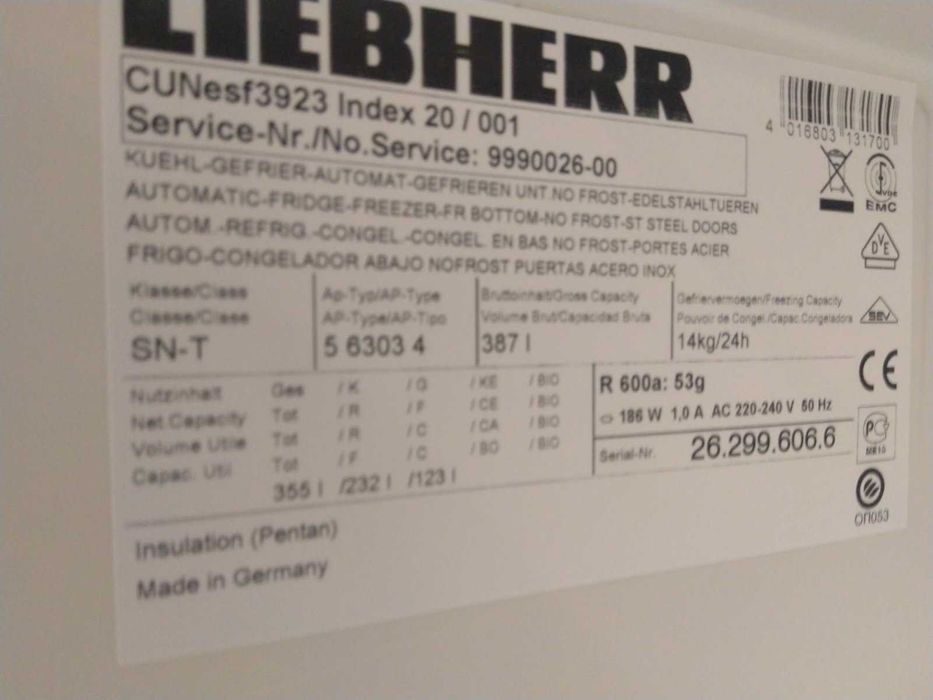 LIEBHERR
CUNesf3923 Index 20 / 001
Service-Nr./No.Service: 9990026-00
4 016803 131700
KUEHL-GEFRIER-AUTOMAT-GEFRIEREN UNT.NO FROST-EDELSTAHLTUEREN
AUTOMATIC-FRIDGE-FREEZER-FR BOTTOM-NO FROST-ST STEEL DOORS
AUTOM.-REFRIG.-CONGEL.-CONGEL. EN BAS NO FROST-PORTES ACIER
FRIGO-CONGELADOR ABAJO NOFROST PUERTAS ACERO INOX
VDE
EMC
DVE
SEV
Klasse/Class
Classe/Clase
SN-T
Ap-Typ/AP-Type
AP-Type/AP-Tipo
5 6303 4
Bruttoinhalt/Gross Capacity
Volume Brut/Capacidad Bruta
387 l
Gefriervermoegen/Freezing Capacity
Pouvoir de Congel./Capac.Congeladora
14kg/24h
Nutzinhalt Ges / K / G / KE / BIO
Net Capacity Tot / R / F / CE / BIO
Volume Utile Tot / R / C / CA / BIO
Capac. Util Tot / F / C / BO / BIO
355 l /232 l /123 l
R 600a: 53g
186 W 1,0 A AC 220-240 V 50 Hz
Serial-Nr. 26.299.606.6
CE
PC
ME10
ОП053
Insulation (Pentan)
Made in Germany